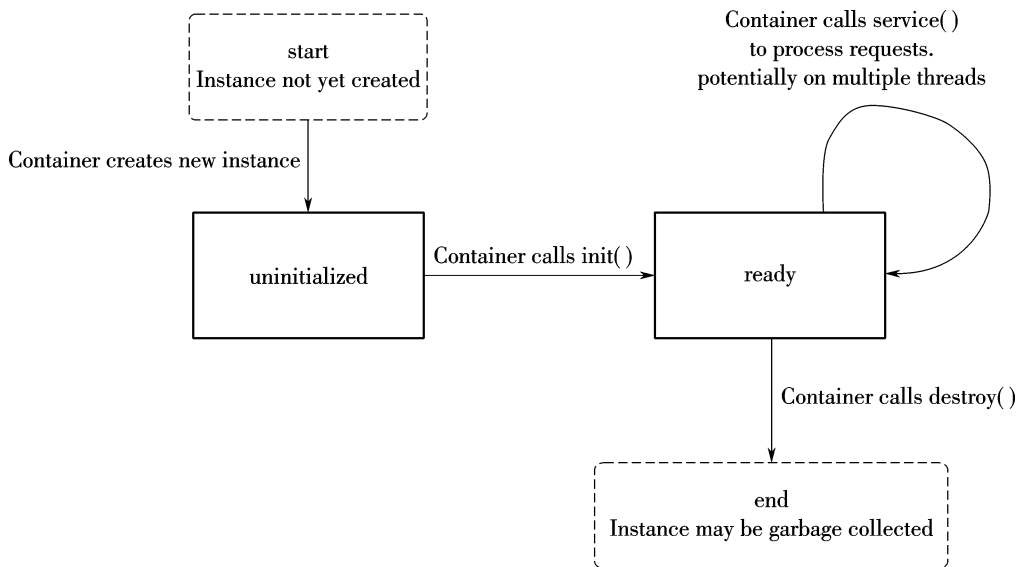 start
Instance not yet created
Container calls service( )
to process requests.
potentially on multiple threads
Container creates new instance
uninitialized
Container calls init( )
ready
Container calls destroy( )
end
Instance may be garbage collected